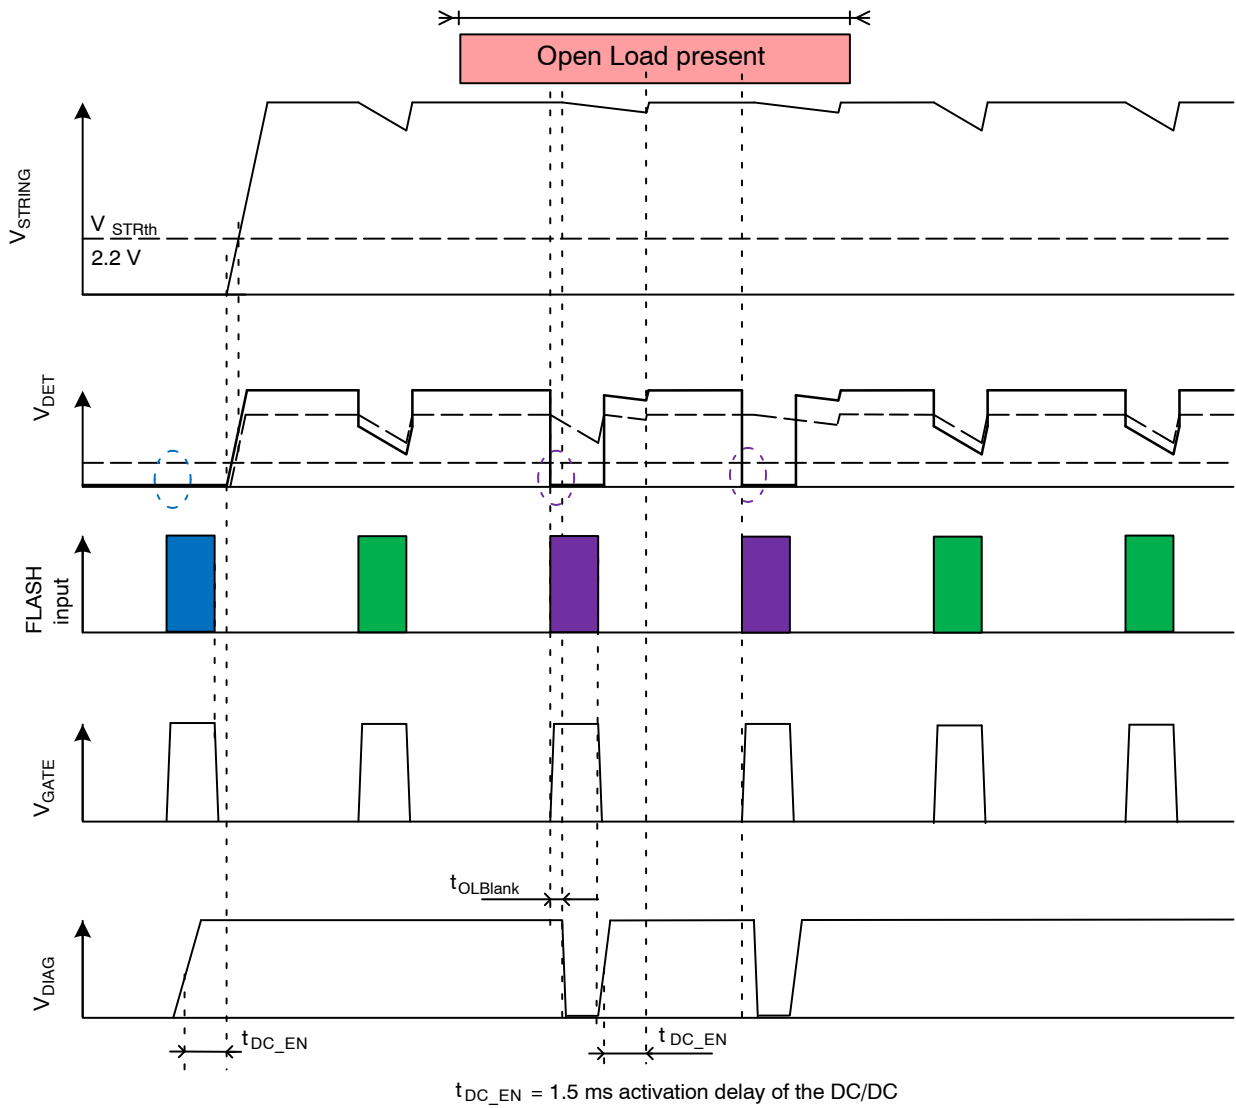 Open Load present
VSTRING
V STRth
2.2 V
VDET
FLASH
input
VGATE
tOLBlank
VDIAG
tDC_EN
tDC_EN
tDC_EN = 1.5 ms activation delay of the DC/DC